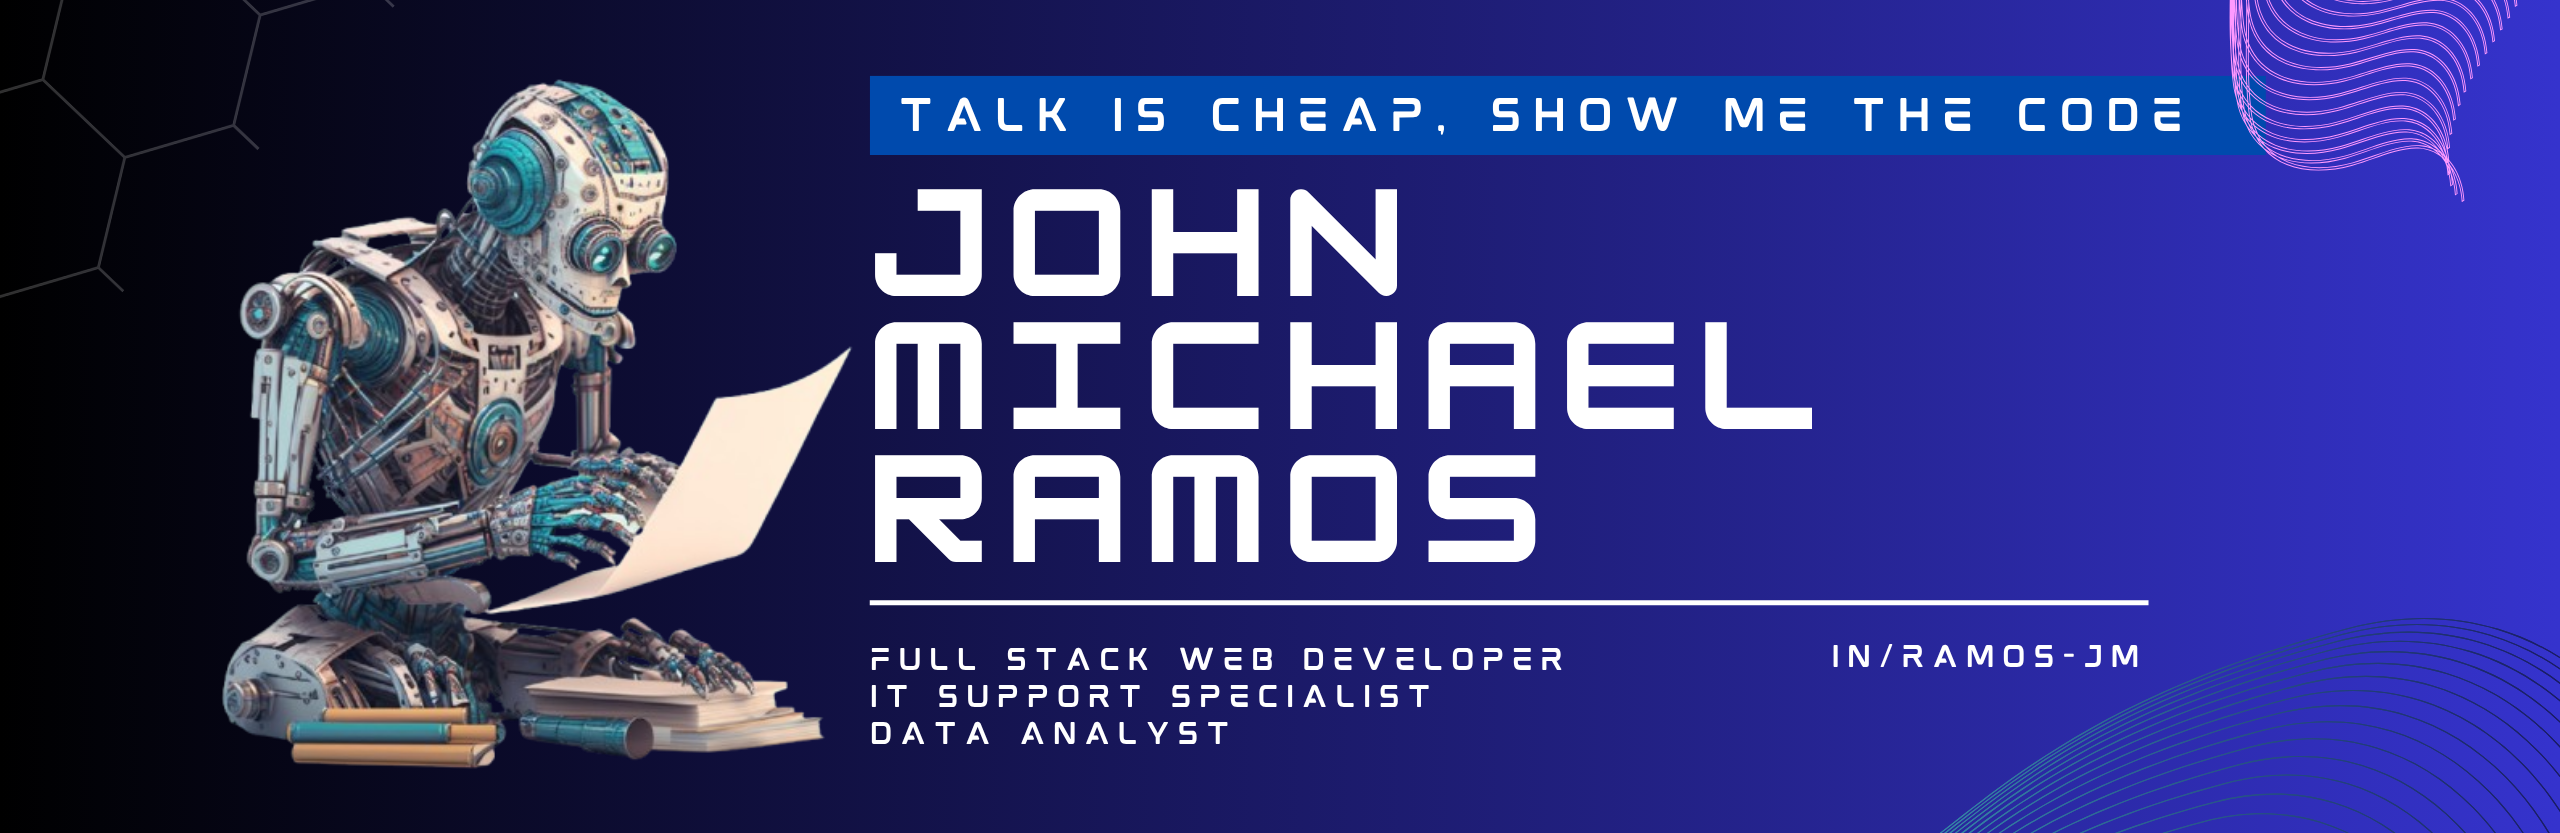 TALK IS CHEAP, SHOW ME THE CODE
JOHN
MICHAEL
RAMOS
FULL STACK WEB DEVELOPER
IT SUPPORT SPECIALIST
DATA ANALYST
IN/RAMOS-JM